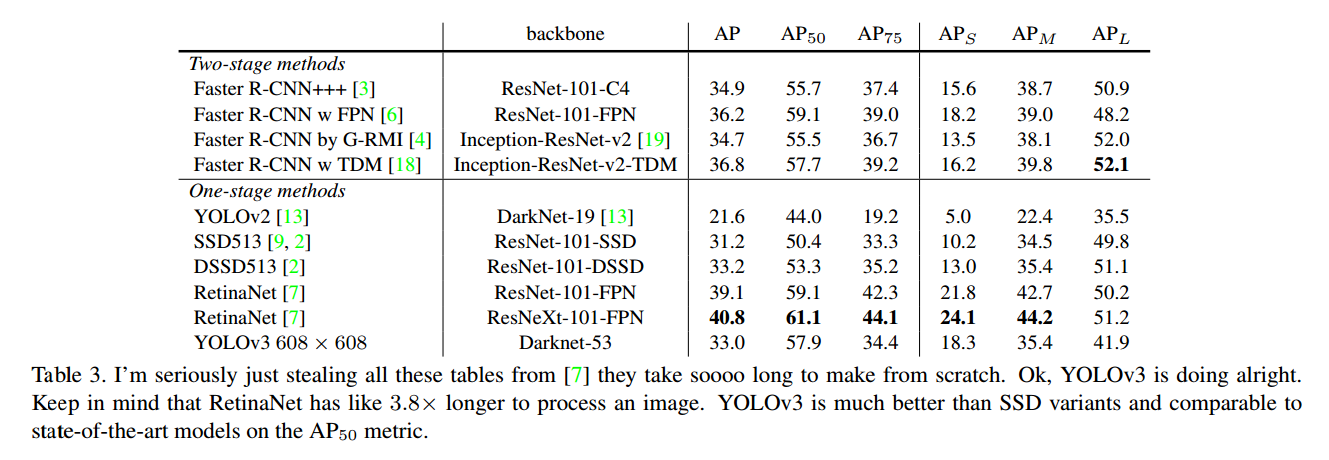 backbone AP AP50 AP75 APS APM APL
Two-stage methods
Faster R-CNN+++ [3] ResNet-101-C4 34.9 55.7 37.4 15.6 38.7 50.9
Faster R-CNN w FPN [6] ResNet-101-FPN 36.2 59.1 39.0 18.2 39.0 48.2
Faster R-CNN by G-RMI [4] Inception-ResNet-v2 [19] 34.7 55.5 36.7 13.5 38.1 52.0
Faster R-CNN w TDM [18] Inception-ResNet-v2-TDM 36.8 57.7 39.2 16.2 39.8 52.1
One-stage methods
YOLOv2 [13] DarkNet-19 [13] 21.6 44.0 19.2 5.0 22.4 35.5
SSD513 [9, 2] ResNet-101-SSD 31.2 50.4 33.3 10.2 34.5 49.8
DSSD513 [2] ResNet-101-DSSD 33.2 53.3 35.2 13.0 35.4 51.1
RetinaNet [7] ResNet-101-FPN 39.1 59.1 42.3 21.8 42.7 50.2
RetinaNet [7] ResNeXt-101-FPN 40.8 61.1 44.1 24.1 44.2 51.2
YOLOv3 608 × 608 Darknet-53 33.0 57.9 34.4 18.3 35.4 41.9
Table 3. I'm seriously just stealing all these tables from [7] they take soooo long to make from scratch. Ok, YOLOv3 is doing alright.
Keep in mind that RetinaNet has like 3.8× longer to process an image. YOLOv3 is much better than SSD variants and comparable to
state-of-the-art models on the AP50 metric.